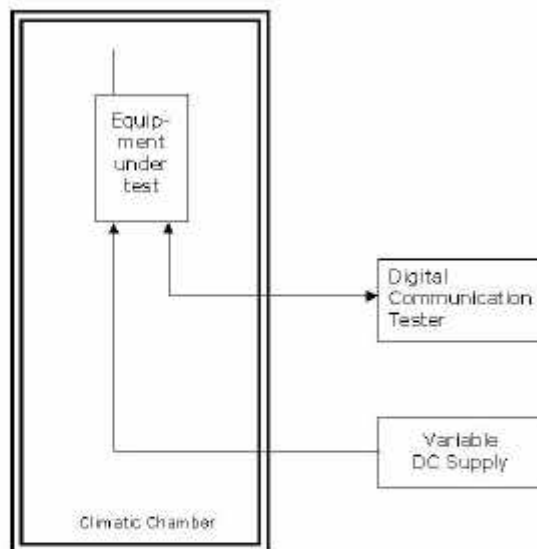 Equip-
ment
under
test
Digital
Communication
Tester
Variable
DC Supply
Climatic Chamber